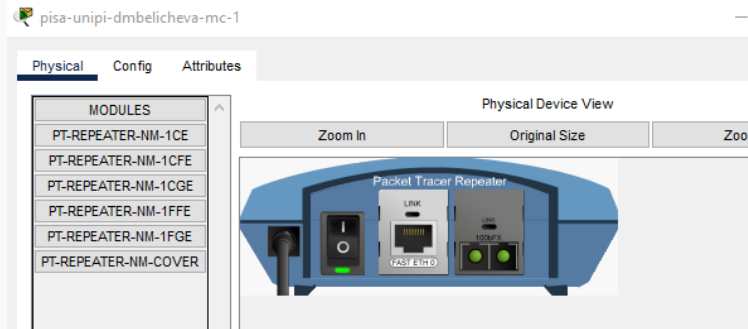 pisa-unipi-dmbelicheva-mc-1
Physical Config Attributes
MODULES
PT-REPEATER-NM-1CE
PT-REPEATER-NM-1CFE
PT-REPEATER-NM-1CGE
PT-REPEATER-NM-1FFE
PT-REPEATER-NM-1FGE
PT-REPEATER-NM-COVER
Physical Device View
Zoom In Original Size Zoo
Packet Tracer Repeater
LINK
FAST ETH 0
LINK
100bFX